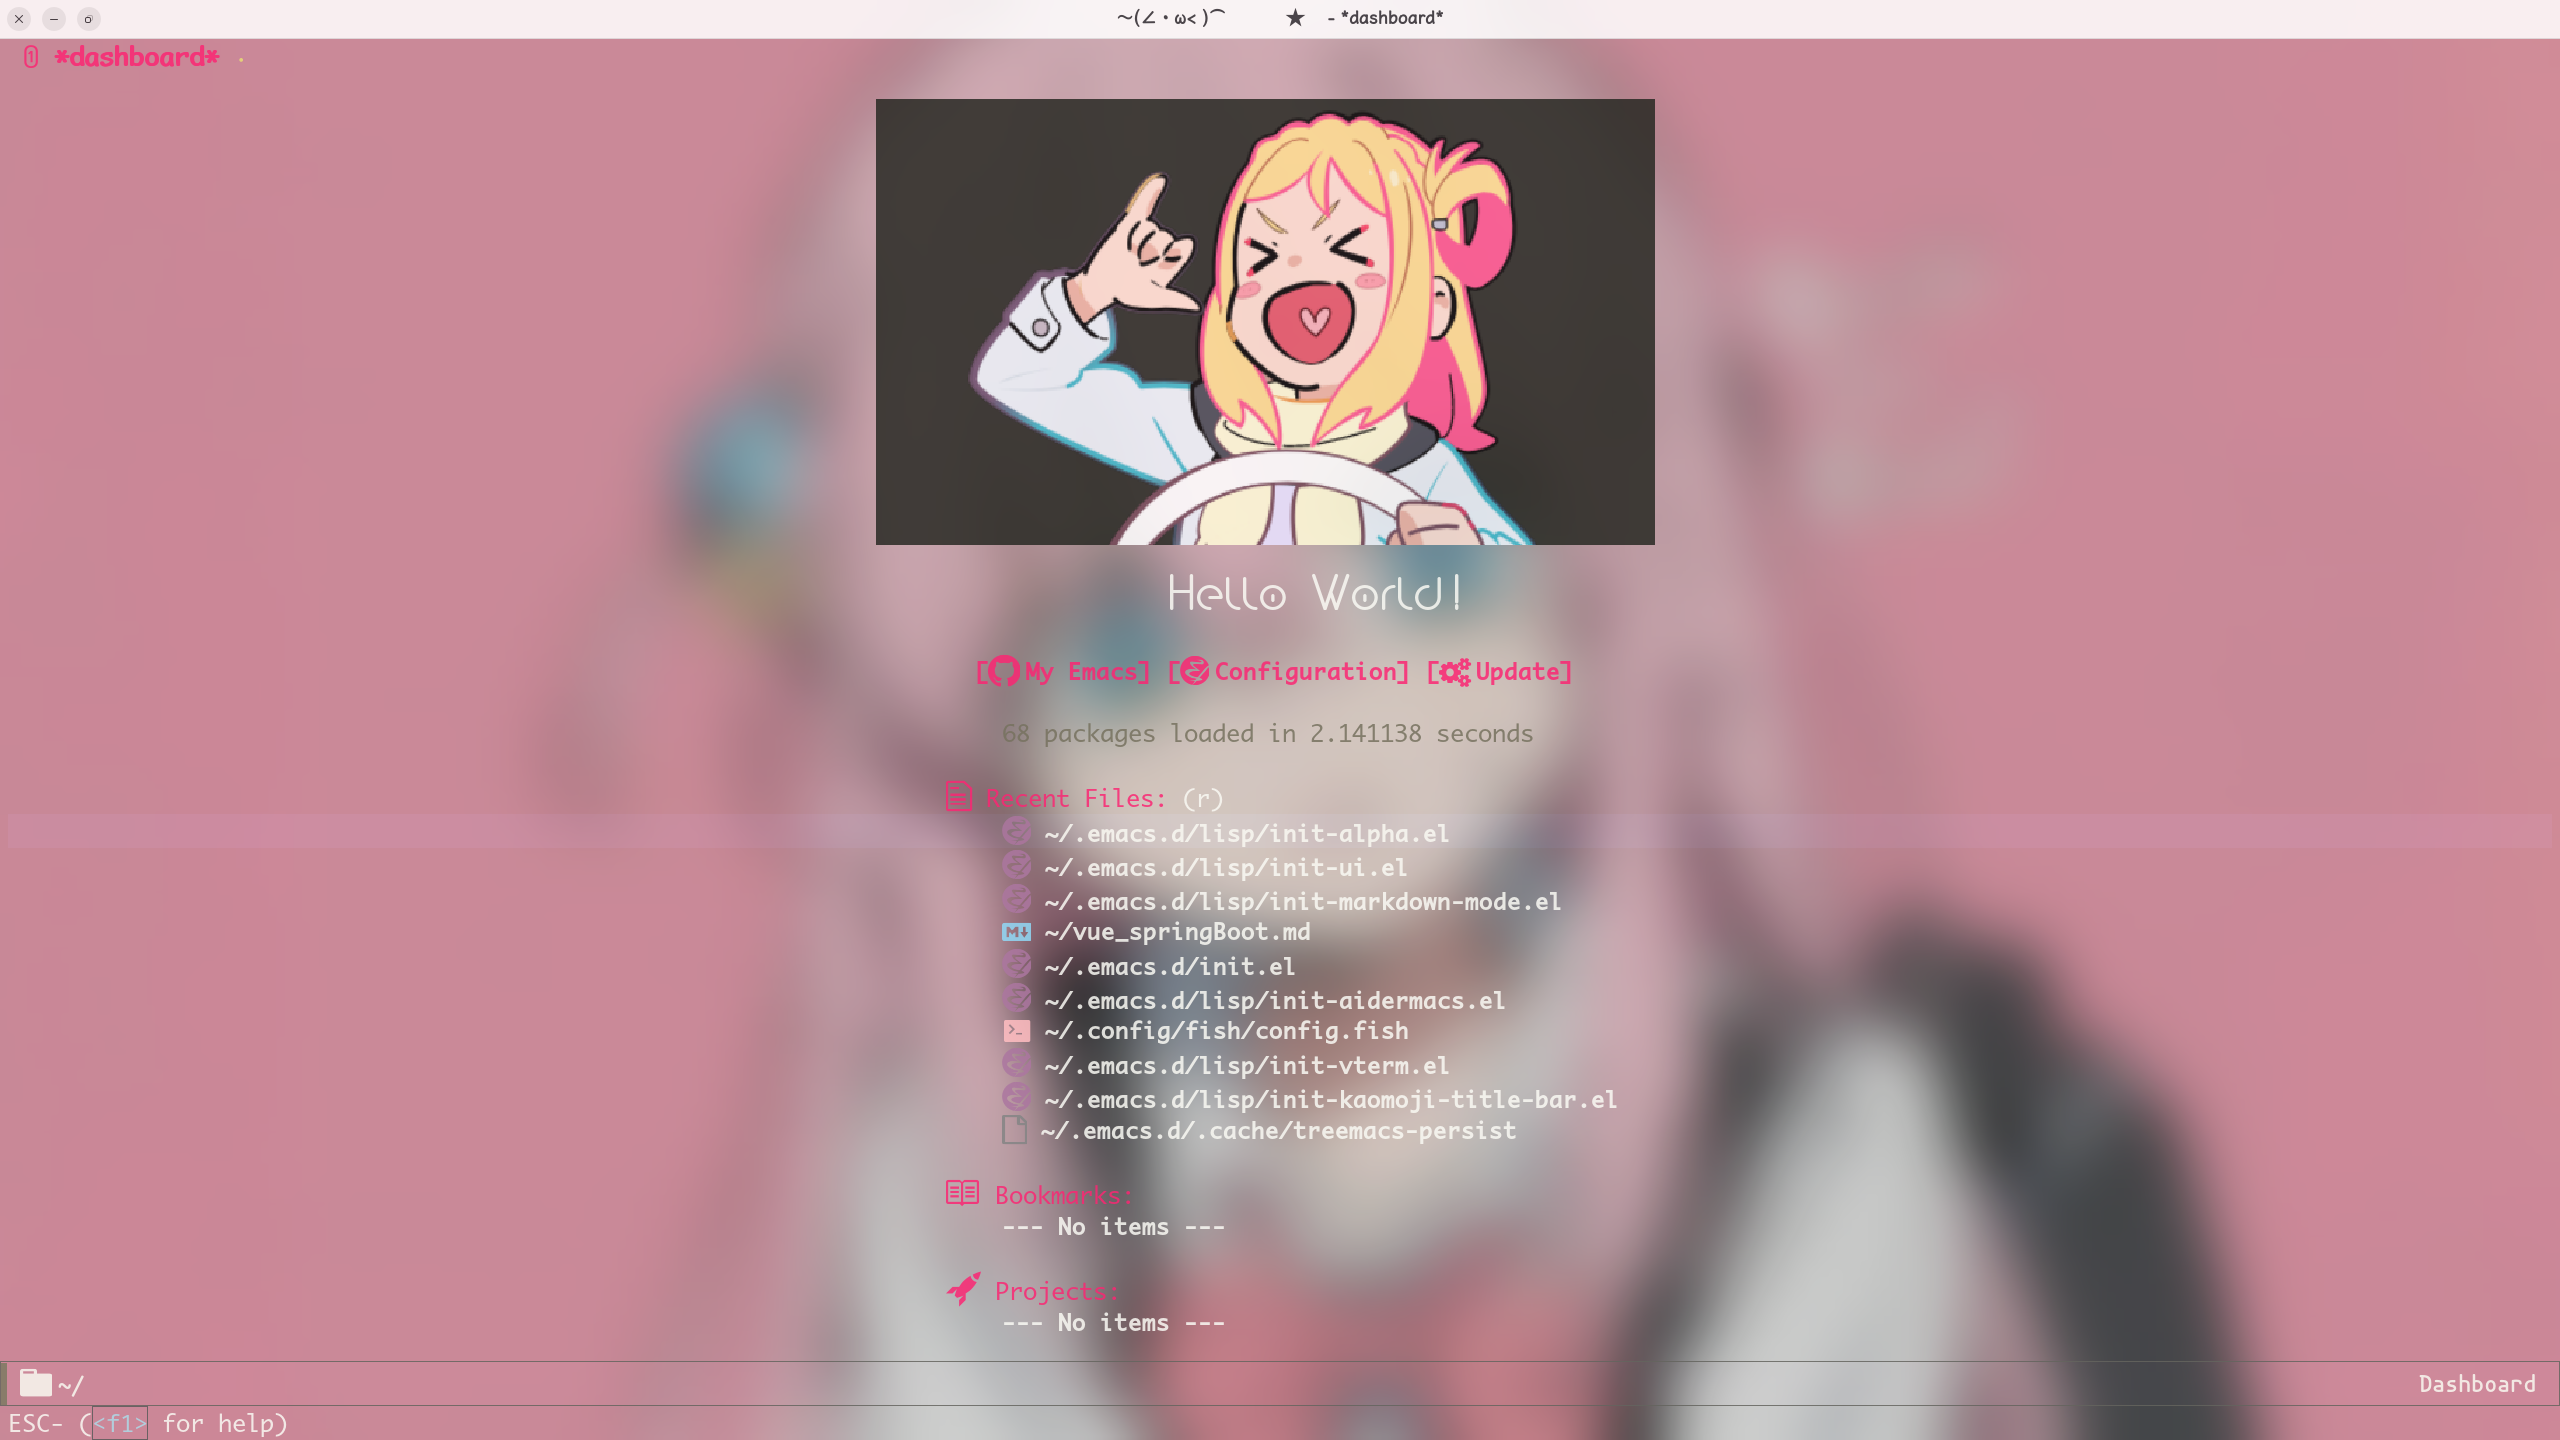 ～(∠・ω< )⌒ ★ - *dashboard*
1 *dashboard* ·
Hello World!
[My Emacs] [Configuration] [Update]
68 packages loaded in 2.141138 seconds
Recent Files: (r)
~/.emacs.d/lisp/init-alpha.el
~/.emacs.d/lisp/init-ui.el
~/.emacs.d/lisp/init-markdown-mode.el
M↓ ~/vue_springBoot.md
~/.emacs.d/init.el
~/.emacs.d/lisp/init-aidermacs.el
~/.config/fish/config.fish
~/.emacs.d/lisp/init-vterm.el
~/.emacs.d/lisp/init-kaomoji-title-bar.el
~/.emacs.d/.cache/treemacs-persist
Bookmarks:
--- No items ---
Projects:
--- No items ---
~/ Dashboard
ESC- (<f1> for help)